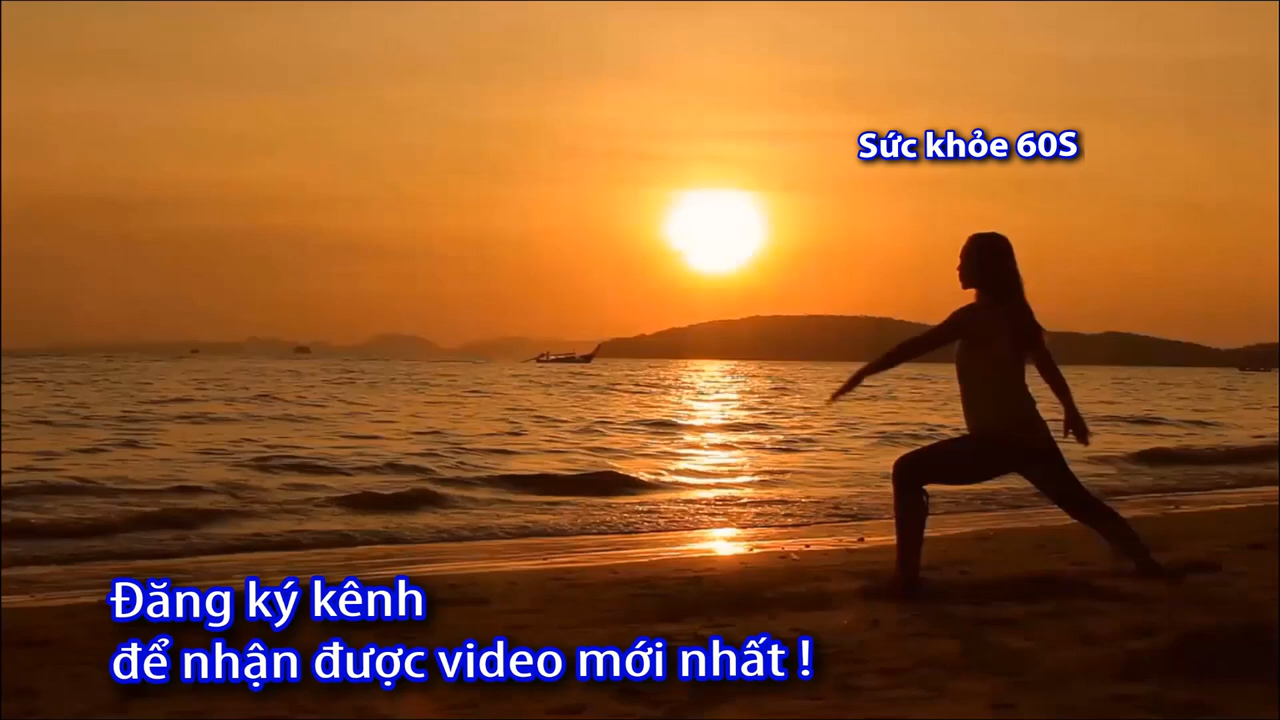 Sức khỏe 60S
Đăng ký kênh
để nhận được video mới nhất !